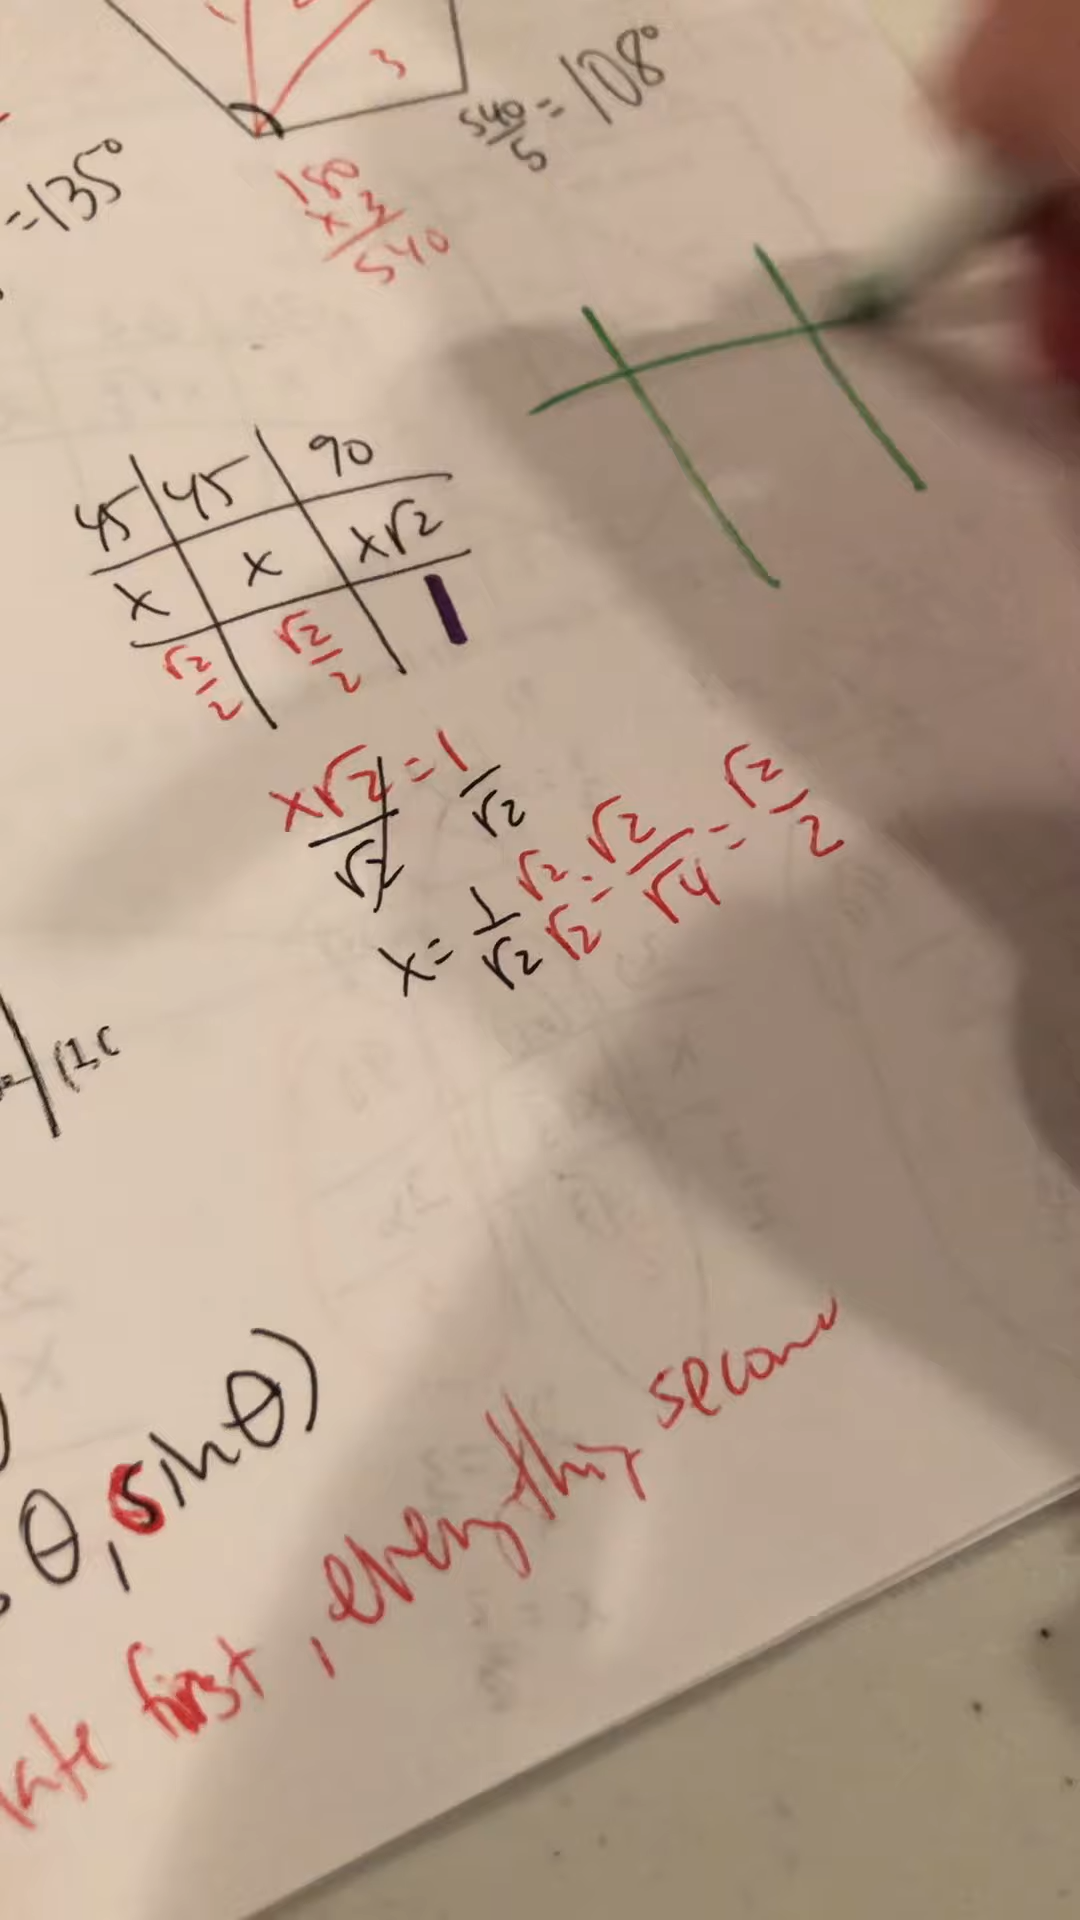 3
540/5 = 108°
=135°
180
x 3
540
45 45 90
x x x√2
√2/2 √2/2 1
x√2/√2 = 1/√2
x = 1/√2 · √2/√2 = √2/√4 = √2/2
θ, sinθ)
first, everything second